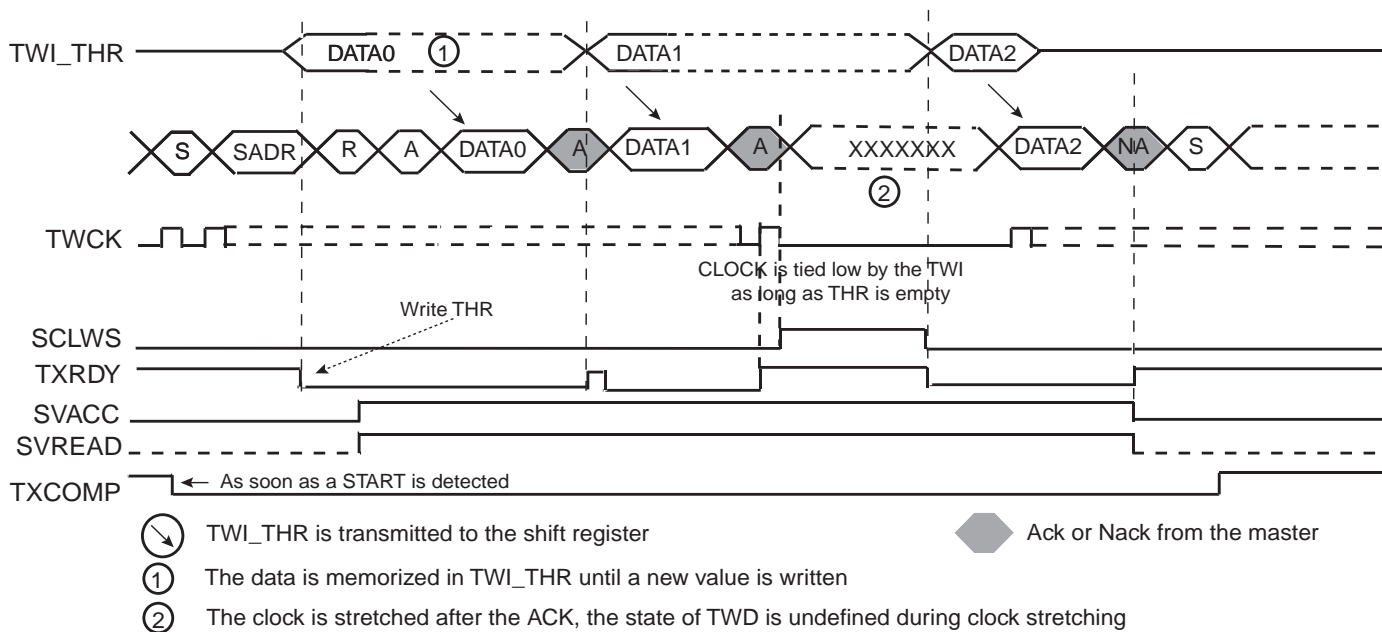 TWI_THR DATA0 1 DATA1 DATA2
S SADR R A DATA0 A DATA1 A XXXXXXX DATA2 NA S
2
TWCK
CLOCK is tied low by the TWI
as long as THR is empty
Write THR
SCLWS
TXRDY
SVACC
SVREAD
TXCOMP As soon as a START is detected
TWI_THR is transmitted to the shift register Ack or Nack from the master
1 The data is memorized in TWI_THR until a new value is written
2 The clock is stretched after the ACK, the state of TWD is undefined during clock stretching